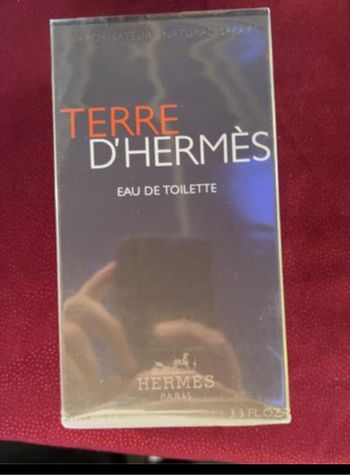 VAPORISATEUR NATURAL SPRAY
TERRE
D'HERMÈS
EAU DE TOILETTE
HERMÈS
PARIS
3.3 FL.OZ